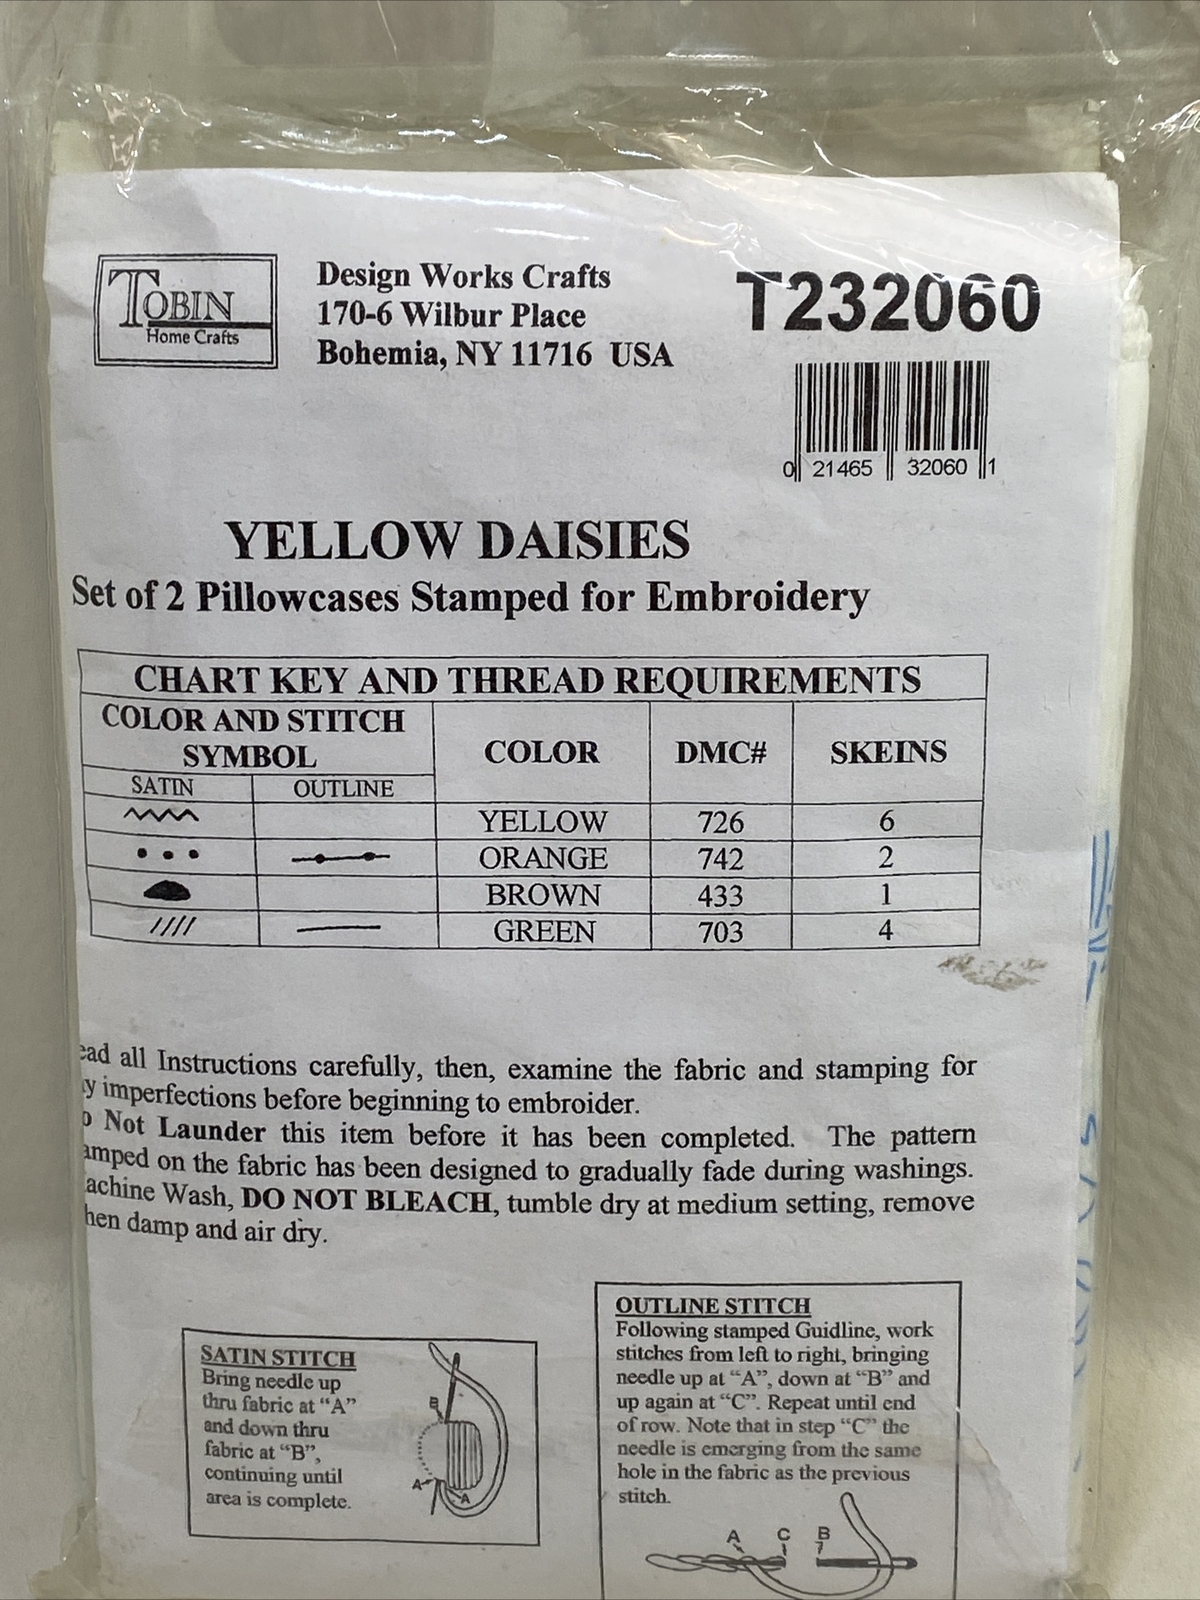 TOBIN
Home Crafts
Design Works Crafts
170-6 Wilbur Place
Bohemia, NY 11716 USA
T232060
0 21465 32060 1
YELLOW DAISIES
Set of 2 Pillowcases Stamped for Embroidery
CHART KEY AND THREAD REQUIREMENTS
COLOR AND STITCH SYMBOL COLOR DMC# SKEINS
SATIN OUTLINE
YELLOW 726 6
ORANGE 742 2
BROWN 433 1
GREEN 703 4
ead all Instructions carefully, then, examine the fabric and stamping for
y imperfections before beginning to embroider.
o Not Launder this item before it has been completed. The pattern
amped on the fabric has been designed to gradually fade during washings.
achine Wash, DO NOT BLEACH, tumble dry at medium setting, remove
hen damp and air dry.
SATIN STITCH
Bring needle up
thru fabric at “A”
and down thru
fabric at “B”,
continuing until
area is complete.
B
A
A
OUTLINE STITCH
Following stamped Guidline, work
stitches from left to right, bringing
needle up at “A”, down at “B” and
up again at “C”. Repeat until end
of row. Note that in step “C” the
needle is emerging from the same
hole in the fabric as the previous
stitch.
A C B